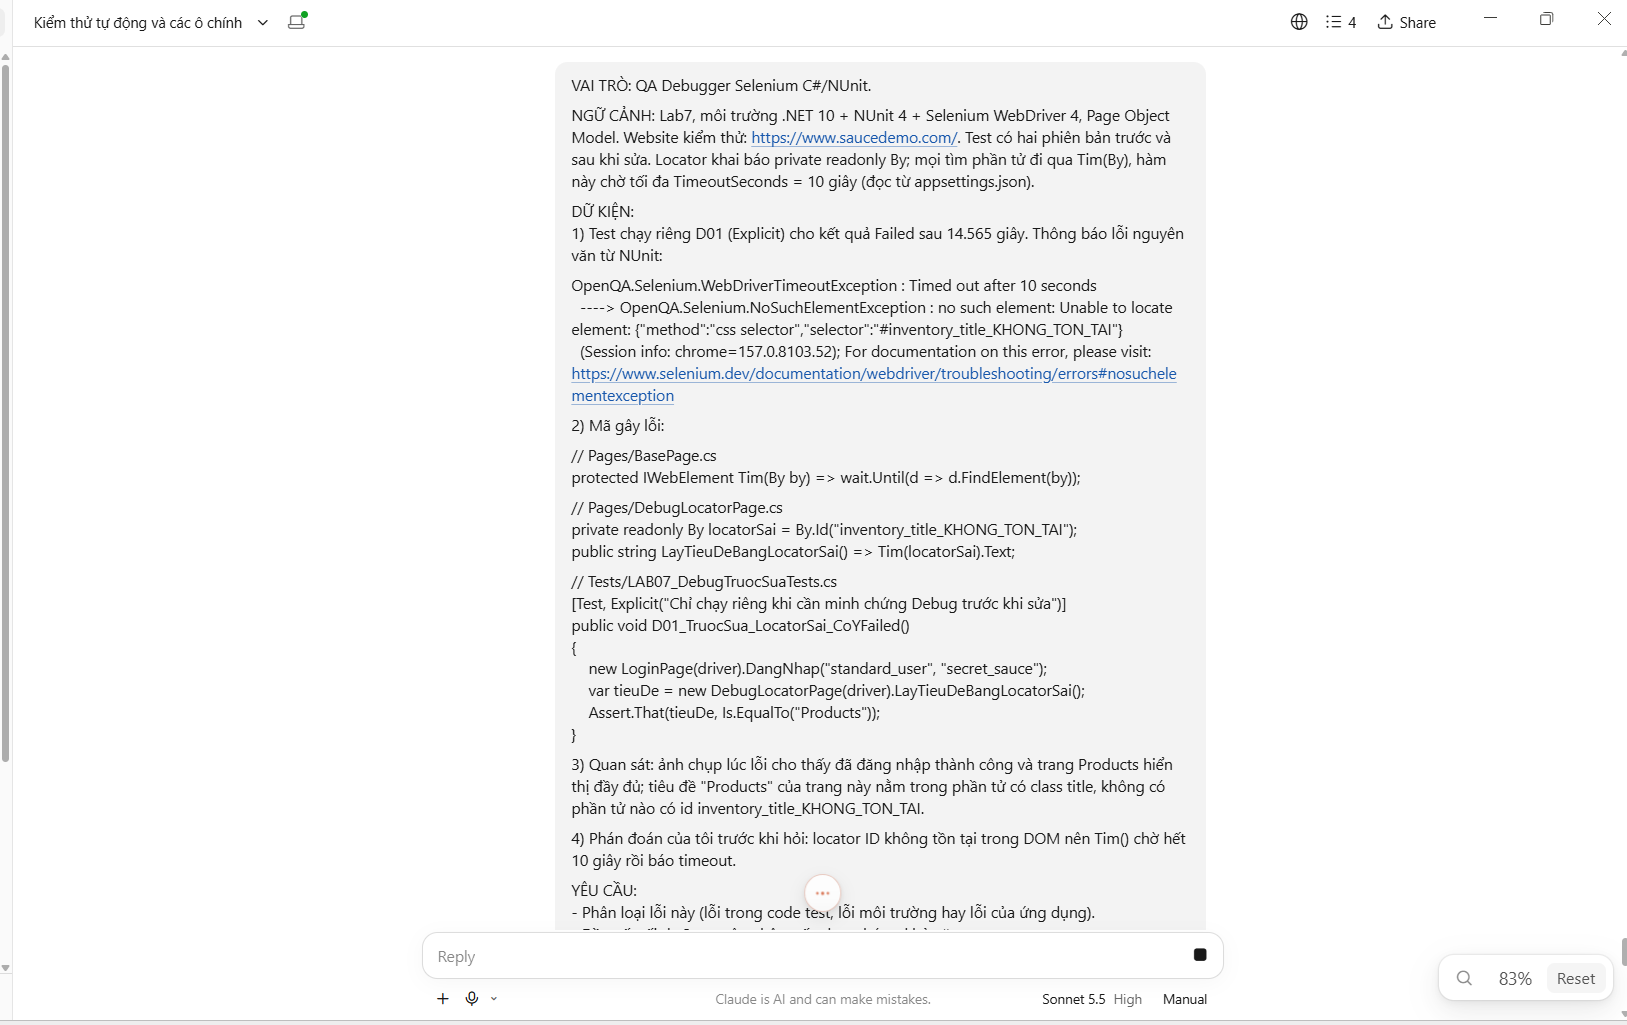 Kiểm thử tự động và các ô chính
4
Share
VAI TRÒ: QA Debugger Selenium C#/NUnit.
NGỮ CẢNH: Lab7, môi trường .NET 10 + NUnit 4 + Selenium WebDriver 4, Page Object
Model. Website kiểm thử: https://www.saucedemo.com/. Test có hai phiên bản trước và
sau khi sửa. Locator khai báo private readonly By; mọi tìm phần tử đi qua Tim(By), hàm
này chờ tối đa TimeoutSeconds = 10 giây (đọc từ appsettings.json).
DỮ KIỆN:
1) Test chạy riêng D01 (Explicit) cho kết quả Failed sau 14.565 giây. Thông báo lỗi nguyên
văn từ NUnit:
OpenQA.Selenium.WebDriverTimeoutException : Timed out after 10 seconds
----> OpenQA.Selenium.NoSuchElementException : no such element: Unable to locate
element: {"method":"css selector","selector":"#inventory_title_KHONG_TON_TAI"}
(Session info: chrome=157.0.8103.52); For documentation on this error, please visit:
https://www.selenium.dev/documentation/webdriver/troubleshooting/errors#nosuchele
mentexception
2) Mã gây lỗi:
// Pages/BasePage.cs
protected IWebElement Tim(By by) => wait.Until(d => d.FindElement(by));
// Pages/DebugLocatorPage.cs
private readonly By locatorSai = By.Id("inventory_title_KHONG_TON_TAI");
public string LayTieuDeBangLocatorSai() => Tim(locatorSai).Text;
// Tests/LAB07_DebugTruocSuaTests.cs
[Test, Explicit("Chỉ chạy riêng khi cần minh chứng Debug trước khi sửa")]
public void D01_TruocSua_LocatorSai_CoYFailed()
{
new LoginPage(driver).DangNhap("standard_user", "secret_sauce");
var tieuDe = new DebugLocatorPage(driver).LayTieuDeBangLocatorSai();
Assert.That(tieuDe, Is.EqualTo("Products"));
}
3) Quan sát: ảnh chụp lúc lỗi cho thấy đã đăng nhập thành công và trang Products hiển
thị đầy đủ; tiêu đề "Products" của trang này nằm trong phần tử có class title, không có
phần tử nào có id inventory_title_KHONG_TON_TAI.
4) Phán đoán của tôi trước khi hỏi: locator ID không tồn tại trong DOM nên Tim() chờ hết
10 giây rồi báo timeout.
YÊU CẦU:
- Phân loại lỗi này (lỗi trong code test, lỗi môi trường hay lỗi của ứng dụng).
Reply
Claude is AI and can make mistakes.
Sonnet 5.5 High
Manual
83%
Reset